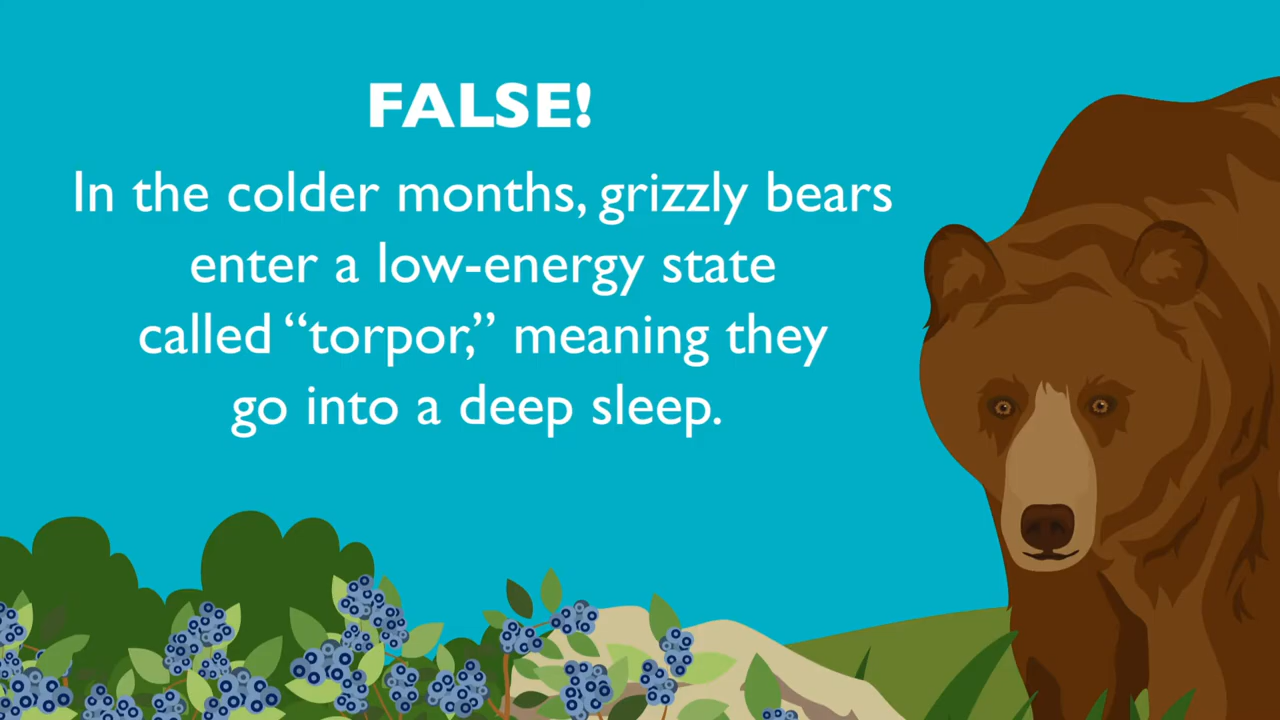 FALSE!
In the colder months, grizzly bears
enter a low-energy state
called “torpor,” meaning they
go into a deep sleep.